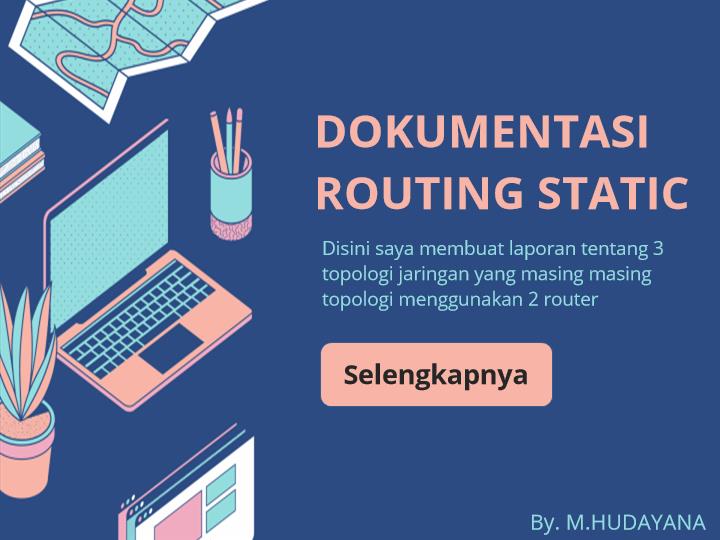 DOKUMENTASI
ROUTING STATIC
Disini saya membuat laporan tentang 3
topologi jaringan yang masing masing
topologi menggunakan 2 router
Selengkapnya
By. M.HUDAYANA